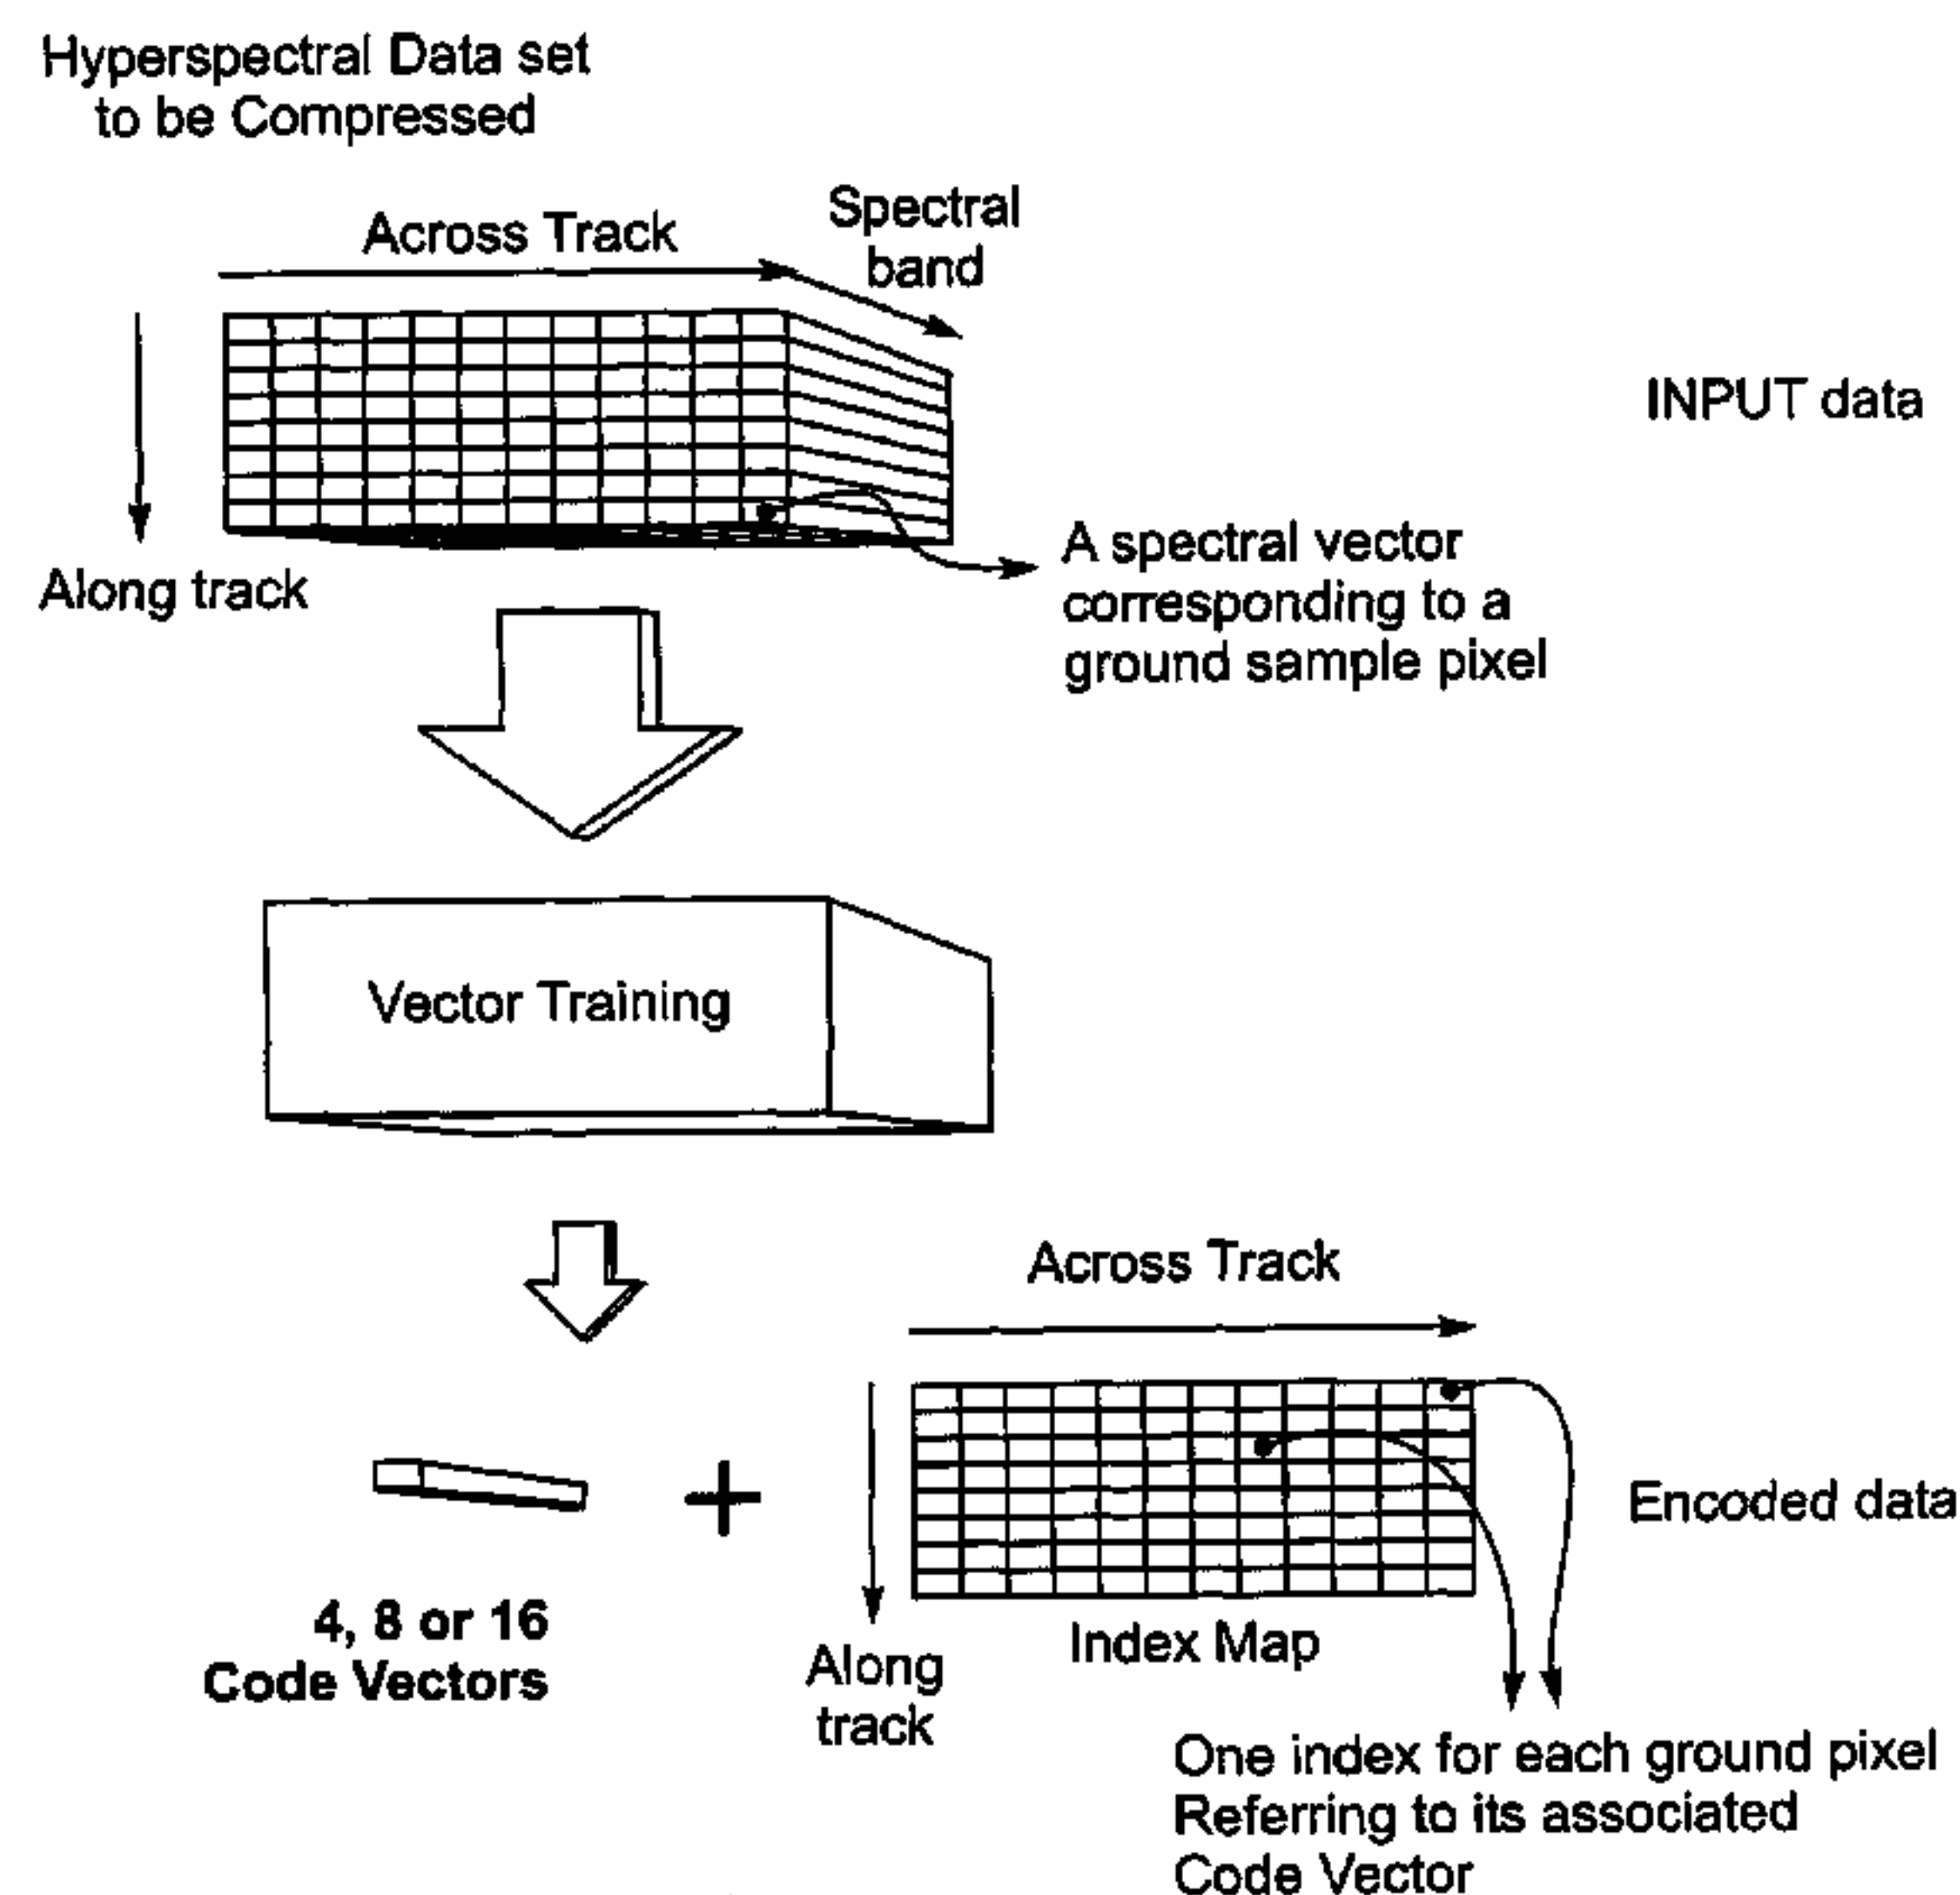 Hyperspectral Data set
to be Compressed
Across Track
Spectral
band
INPUT data
Along track
A spectral vector
corresponding to a
ground sample pixel
Vector Training
Across Track
Encoded data
4, 8 or 16
Code Vectors
Along
track
Index Map
One index for each ground pixel
Referring to its associated
Code Vector